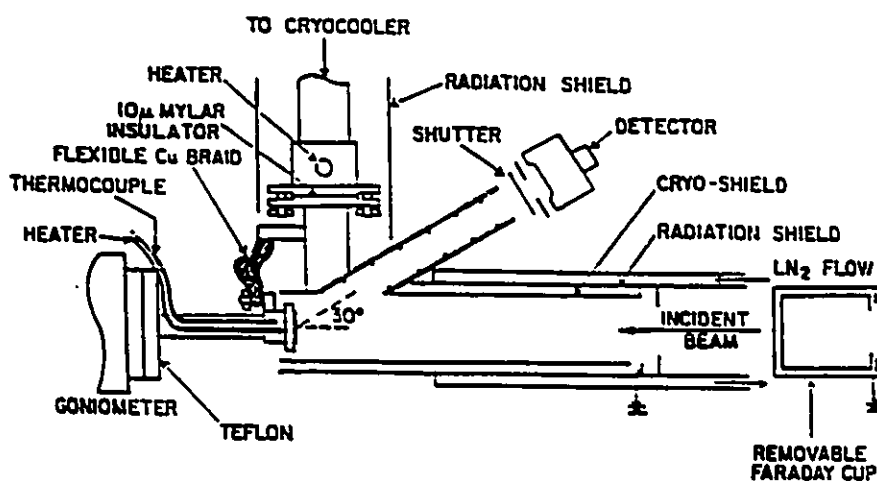 TO CRYOCOOLER
HEATER
RADIATION SHIELD
10μ MYLAR
INSULATOR
SHUTTER
DETECTOR
FLEXIBLE Cu BRAID
THERMOCOUPLE
CRYO-SHIELD
HEATER
RADIATION SHIELD
LN2 FLOW
30°
INCIDENT
BEAM
GONIOMETER
TEFLON
REMOVABLE
FARADAY CUP